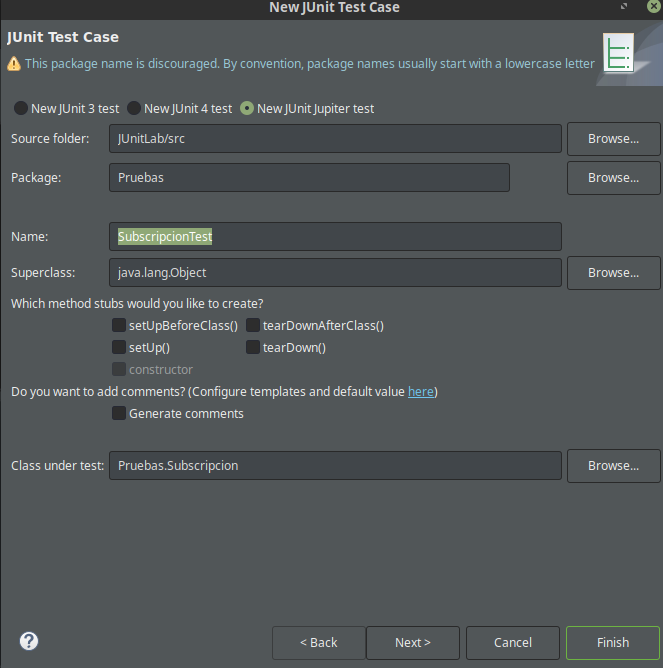 New JUnit Test Case
JUnit Test Case
This package name is discouraged. By convention, package names usually start with a lowercase letter
New JUnit 3 test New JUnit 4 test New JUnit Jupiter test
Source folder: JUnitLab/src Browse...
Package: Pruebas Browse...
Name: SubscripcionTest
Superclass: java.lang.Object Browse...
Which method stubs would you like to create?
setUpBeforeClass() tearDownAfterClass()
setUp() tearDown()
constructor
Do you want to add comments? (Configure templates and default value here)
Generate comments
Class under test: Pruebas.Subscripcion Browse...
? < Back Next > Cancel Finish